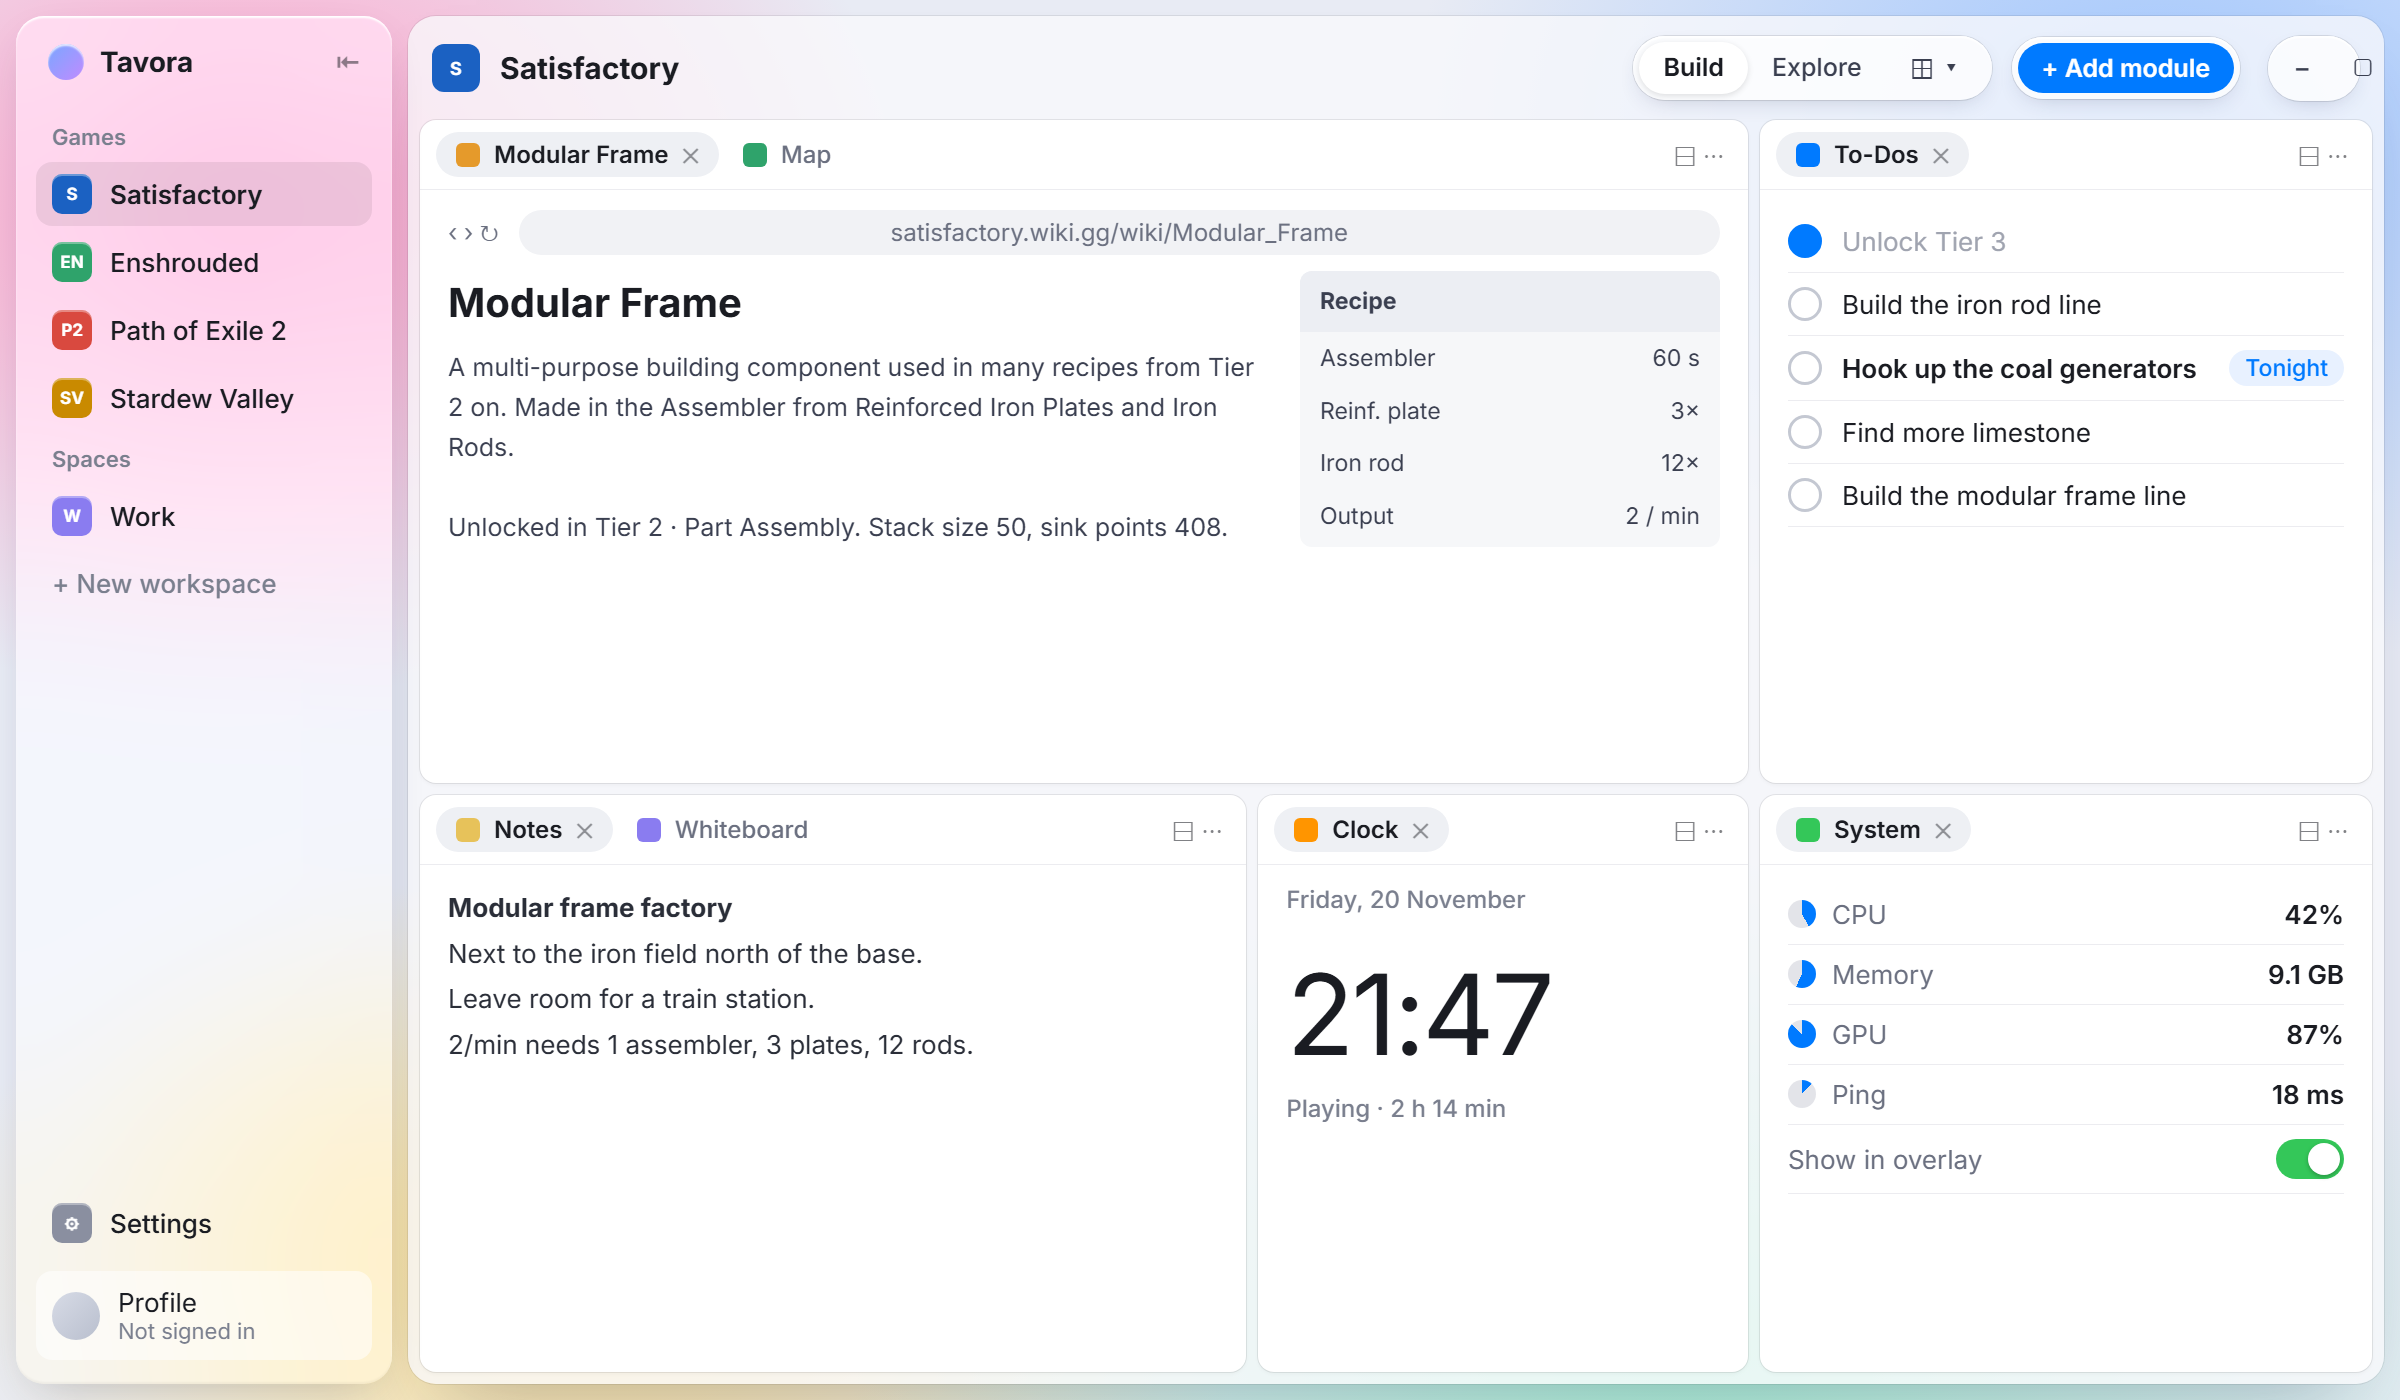 Tavora
Games
S Satisfactory
EN Enshrouded
P2 Path of Exile 2
SV Stardew Valley
Spaces
W Work
+ New workspace
Settings
Profile
Not signed in
S Satisfactory
Build Explore
+ Add module
Modular Frame Map
satisfactory.wiki.gg/wiki/Modular_Frame
Modular Frame
A multi-purpose building component used in many recipes from Tier
2 on. Made in the Assembler from Reinforced Iron Plates and Iron
Rods.
Unlocked in Tier 2 · Part Assembly. Stack size 50, sink points 408.
Recipe
Assembler 60 s
Reinf. plate 3×
Iron rod 12×
Output 2 / min
To-Dos
Unlock Tier 3
Build the iron rod line
Hook up the coal generators Tonight
Find more limestone
Build the modular frame line
Notes Whiteboard
Modular frame factory
Next to the iron field north of the base.
Leave room for a train station.
2/min needs 1 assembler, 3 plates, 12 rods.
Clock
Friday, 20 November
21:47
Playing · 2 h 14 min
System
CPU 42%
Memory 9.1 GB
GPU 87%
Ping 18 ms
Show in overlay